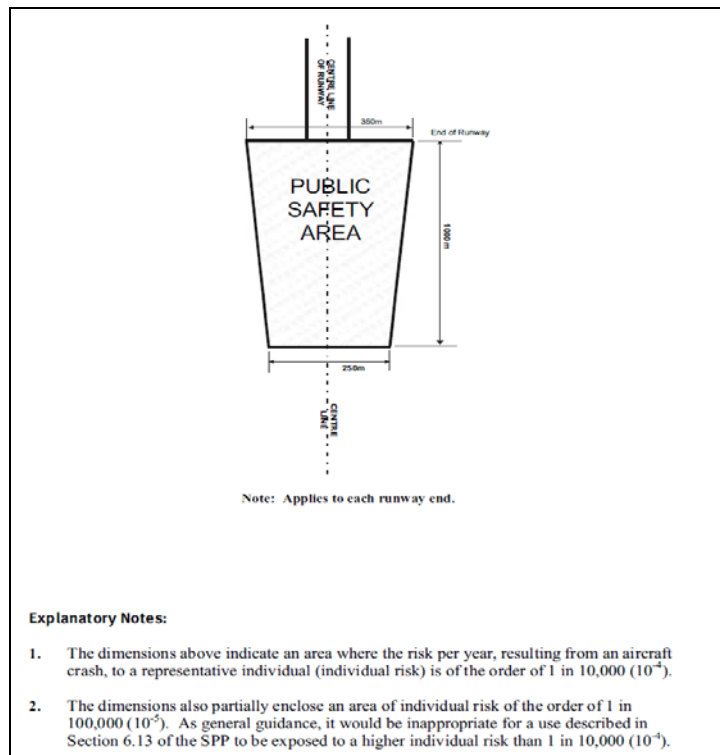 CENTRE LINE
OF RUNWAY
350m
End of Runway
PUBLIC
SAFETY
AREA
1000m
250m
CENTRE
LINE
Note: Applies to each runway end.
Explanatory Notes:
1. The dimensions above indicate an area where the risk per year, resulting from an aircraft
crash, to a representative individual (individual risk) is of the order of 1 in 10,000 (10⁻⁴).
2. The dimensions also partially enclose an area of individual risk of the order of 1 in
100,000 (10⁻⁵). As general guidance, it would be inappropriate for a use described in
Section 6.13 of the SPP to be exposed to a higher individual risk than 1 in 10,000 (10⁻⁴).